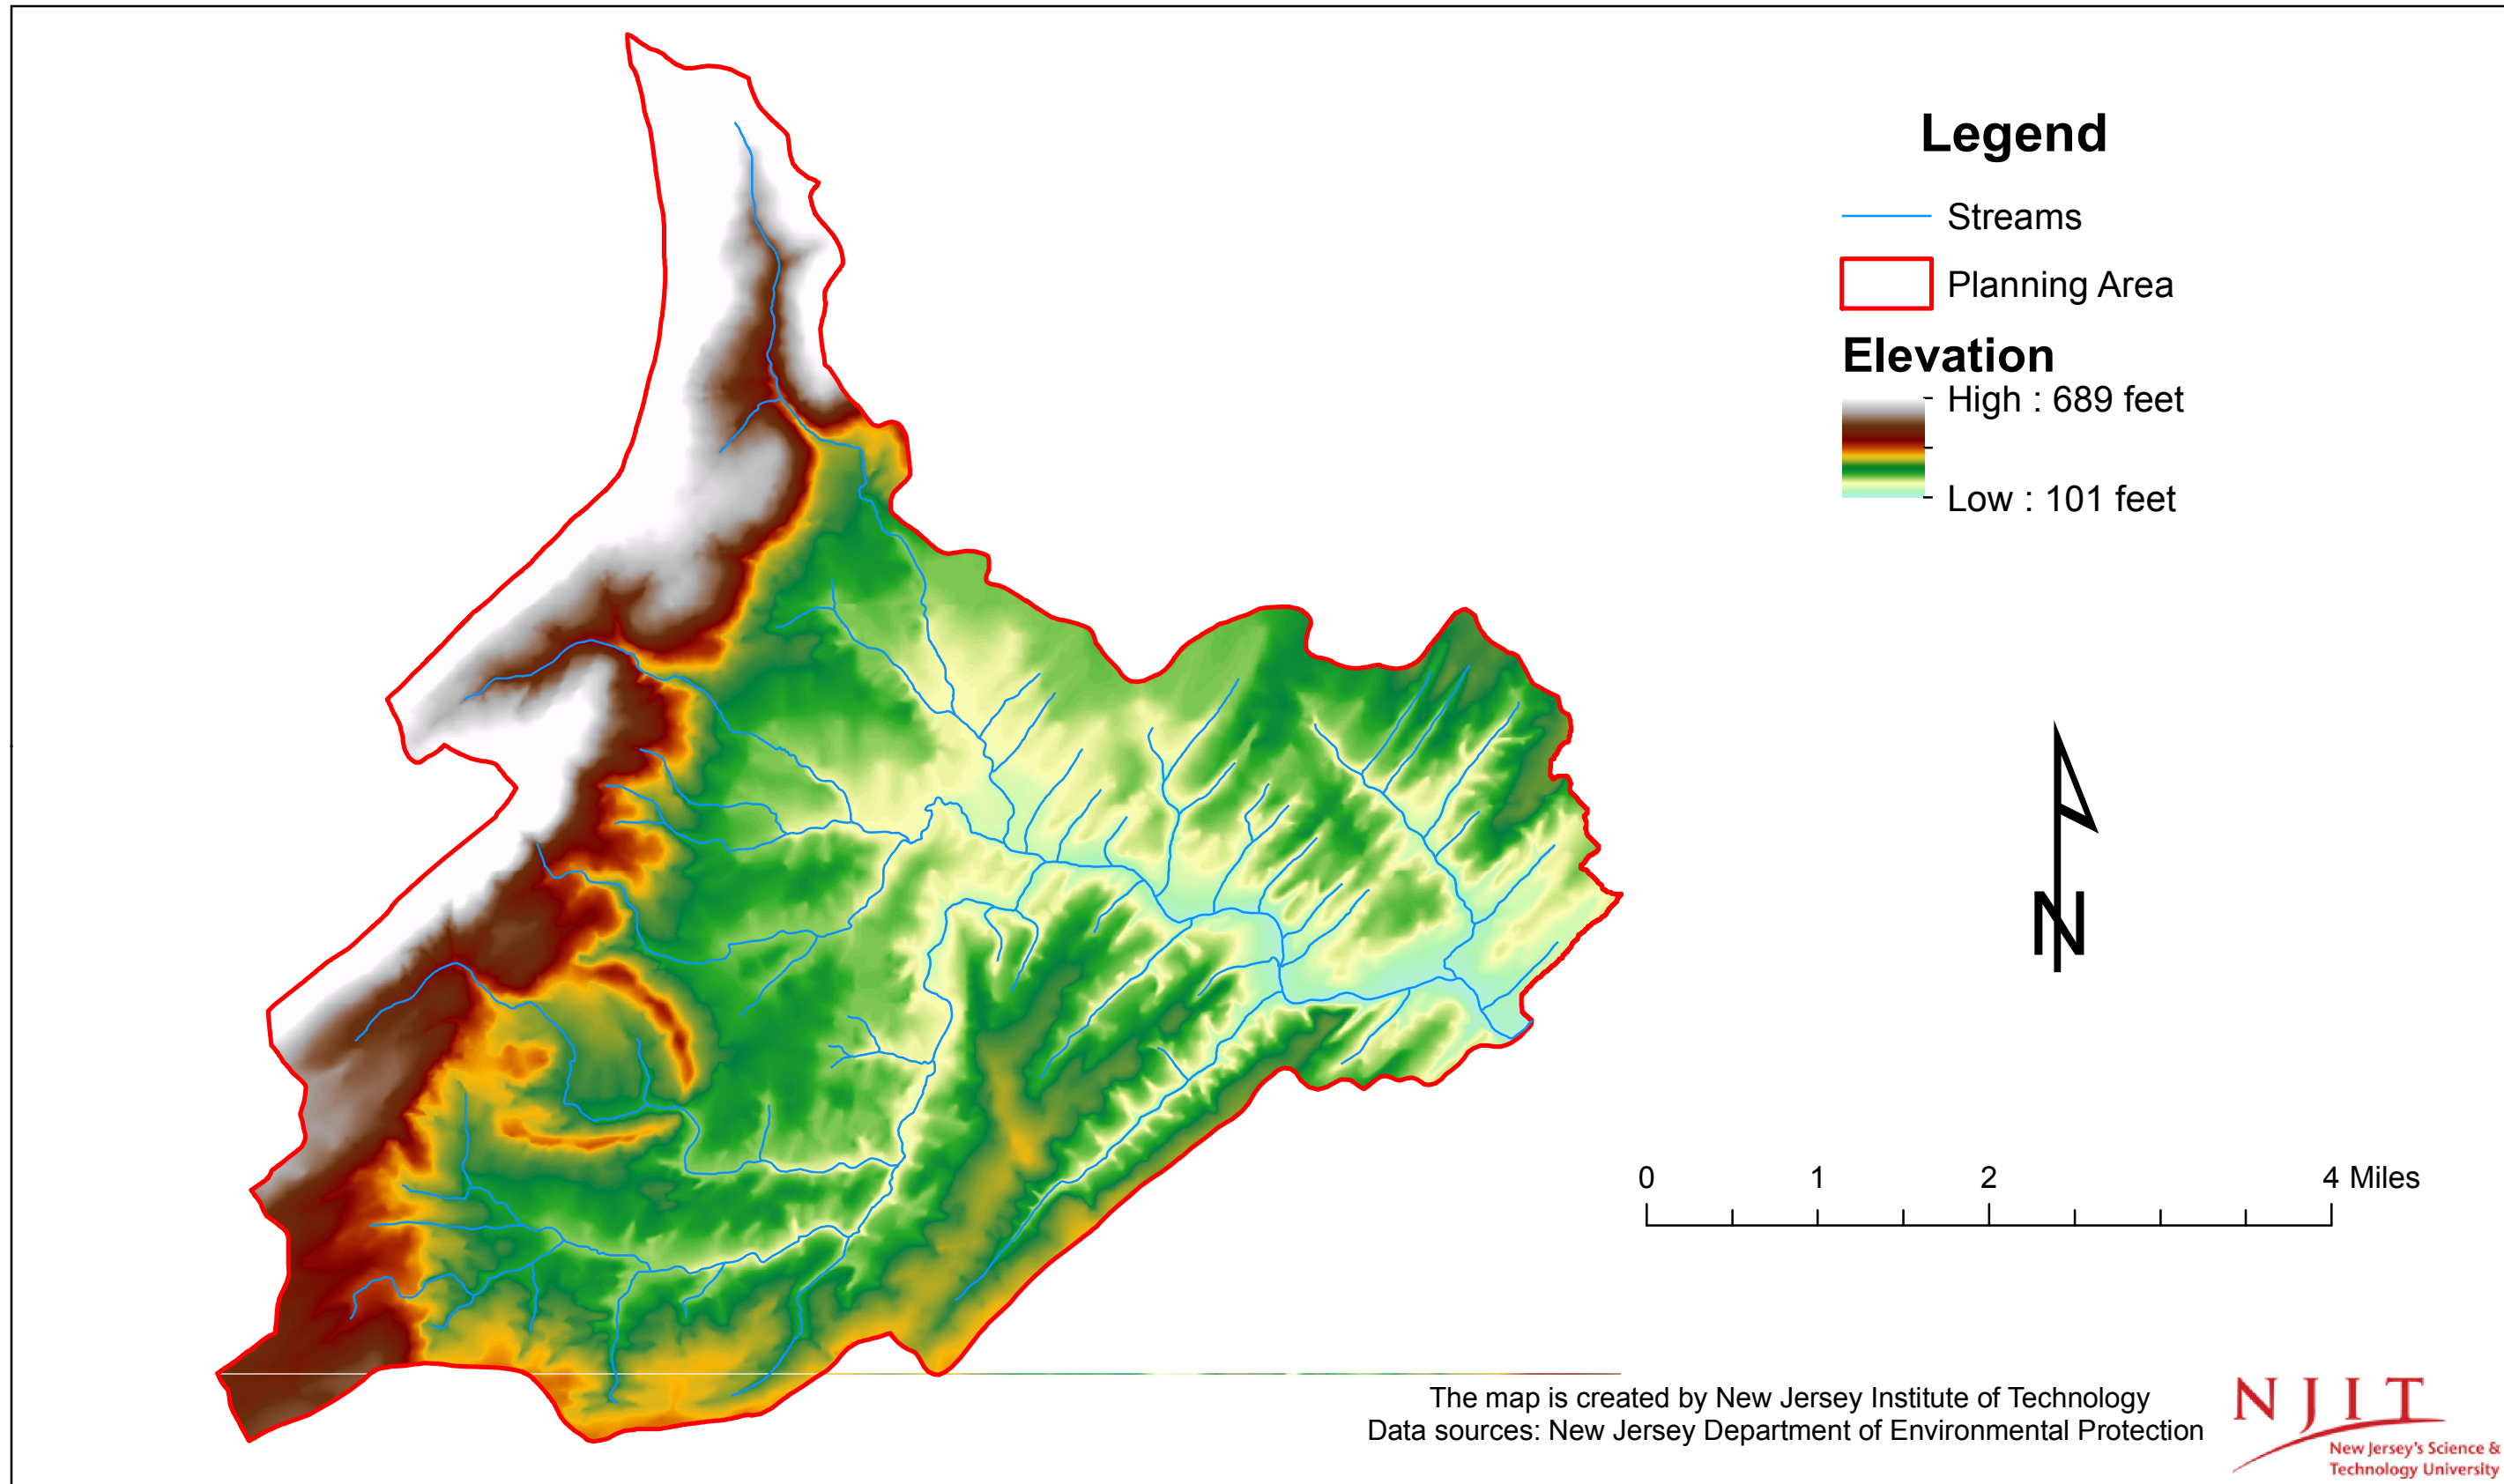 Legend
Streams
Planning Area
Elevation
High : 689 feet
Low : 101 feet
N
0 1 2 4 Miles
The map is created by New Jersey Institute of Technology
Data sources: New Jersey Department of Environmental Protection
NJIT
New Jersey's Science &
Technology University